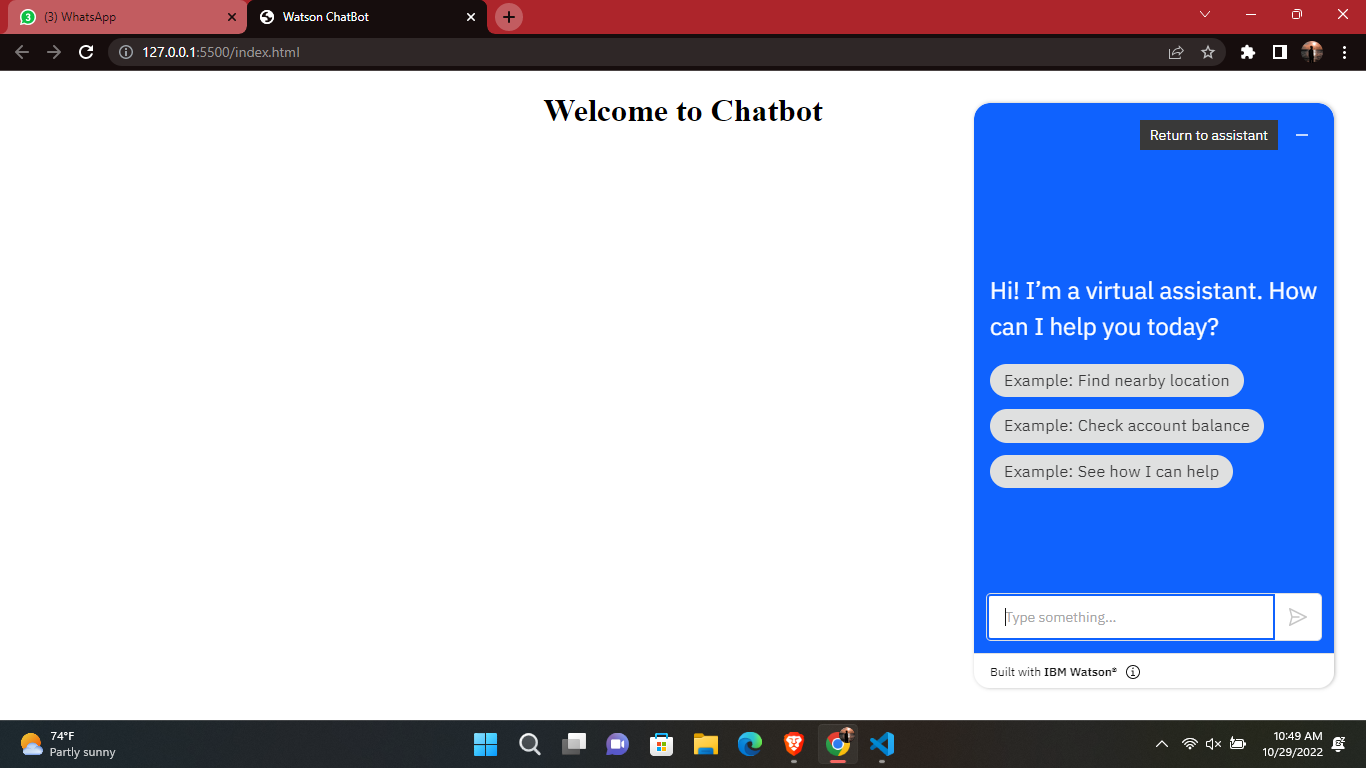 3 (3) WhatsApp
Watson ChatBot
127.0.0.1:5500/index.html
Welcome to Chatbot
Return to assistant
Hi! I’m a virtual assistant. How
can I help you today?
Example: Find nearby location
Example: Check account balance
Example: See how I can help
Type something...
Built with IBM Watson®
74°F
Partly sunny
10:49 AM
10/29/2022